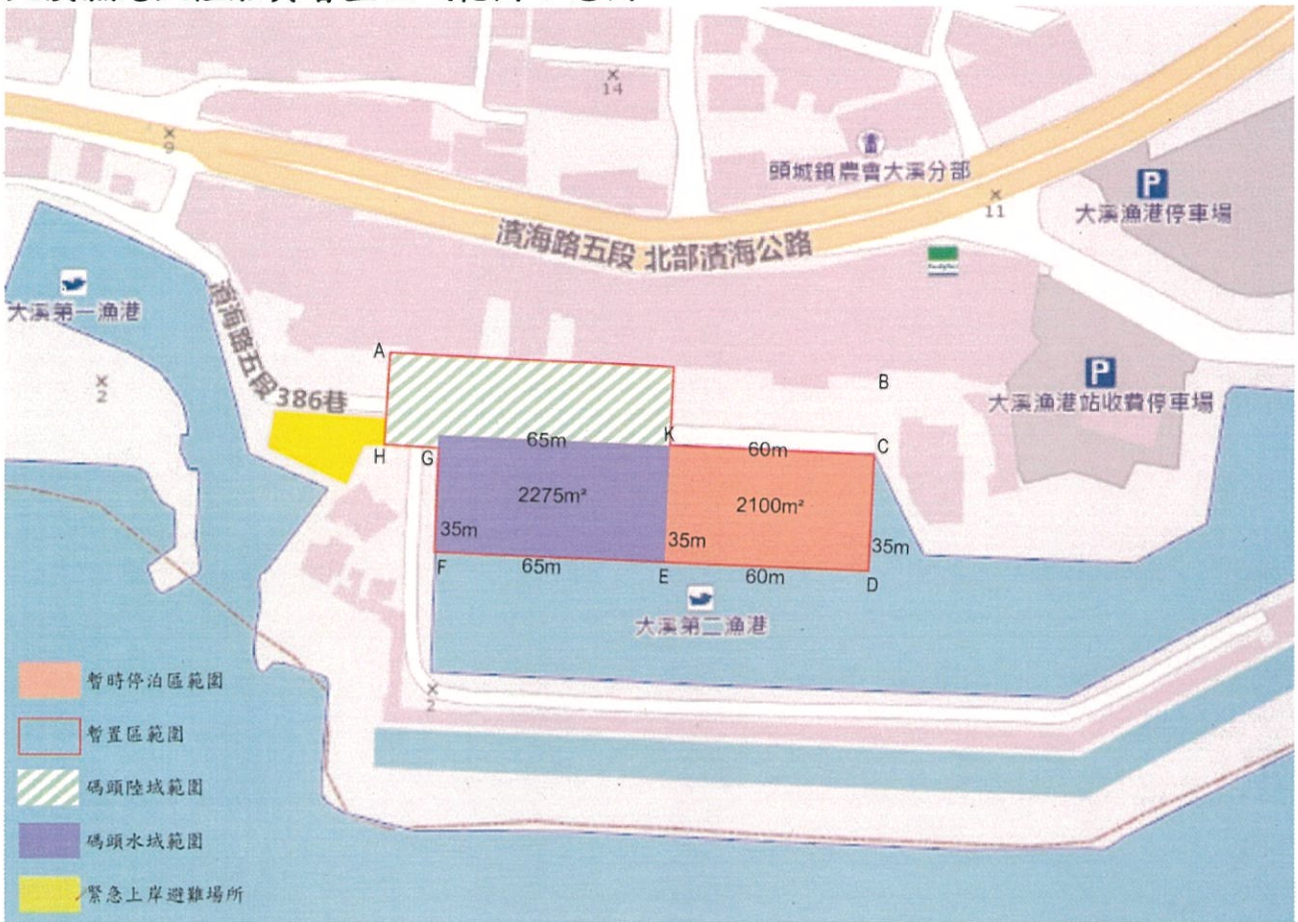 14
9
頭城鎮農會大溪分部
P
大溪漁港停車場
11
濱海路五段 北部濱海公路
FamilyMart
大溪第一漁港
濱海路五段
386巷
2
A
B
P
大溪漁港站收費停車場
H
G
65m
K
60m
C
2275m²
2100m²
35m
35m
35m
F
65m
E
60m
D
大溪第二漁港
2
暫時停泊區範圍
暫置區範圍
碼頭陸域範圍
碼頭水域範圍
緊急上岸避難場所